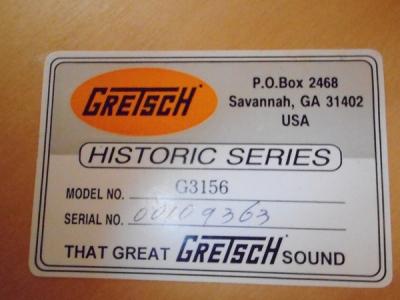 GRETSCH
P.O.Box 2468
Savannah, GA 31402
USA
HISTORIC SERIES
MODEL NO. G3156
SERIAL NO. 00109363
THAT GREAT GRETSCH SOUND